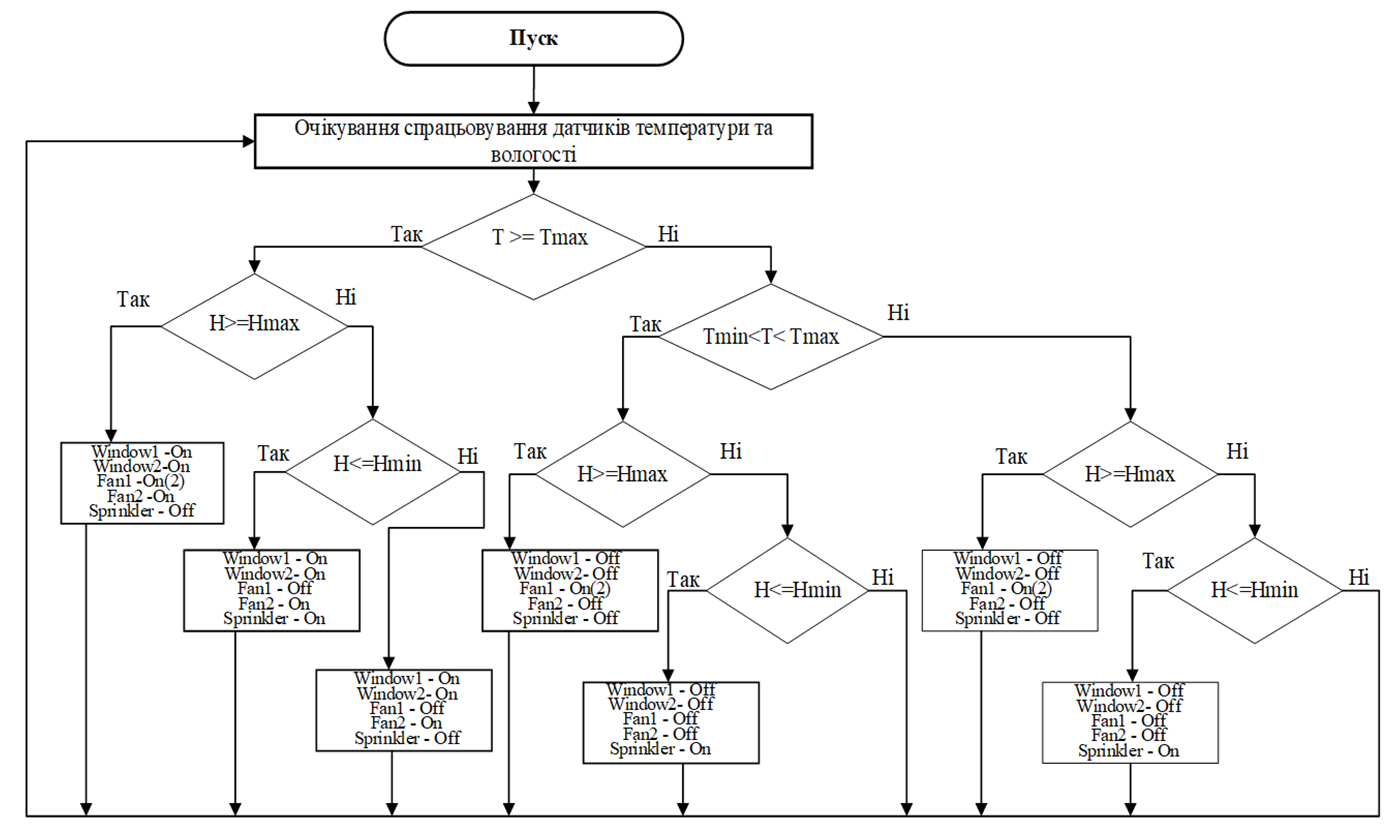 Пуск
Очікування спрацьовування датчиків температури та
вологості
Так
T >= Tmax
Ні
Так
H>=Hmax
Ні
Так
Tmin<T< Tmax
Ні
Window1 -On
Window2-On
Fan1 -On(2)
Fan2 -On
Sprinkler - Off
Так
H<=Hmin
Ні
Так
H>=Hmax
Ні
Так
H>=Hmax
Ні
Window1 - On
Window2- On
Fan1 - Off
Fan2 - On
Sprinkler - On
Window1 - Off
Window2- Off
Fan1 - On(2)
Fan2 - Off
Sprinkler - Off
Так
H<=Hmin
Ні
Window1 - Off
Window2- Off
Fan1 - On(2)
Fan2 - Off
Sprinkler - Off
Так
H<=Hmin
Ні
Window1 - On
Window2- On
Fan1 - Off
Fan2 - On
Sprinkler - Off
Window1 - Off
Window2- Off
Fan1 - Off
Fan2 - Off
Sprinkler - On
Window1 - Off
Window2- Off
Fan1 - Off
Fan2 - Off
Sprinkler - On